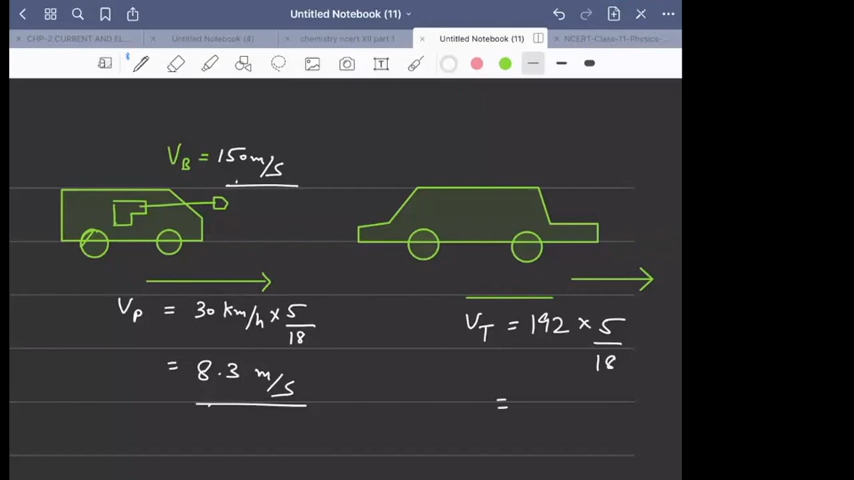 Untitled Notebook (11)
CHP-2 CURRENT AND EL...
Untitled Notebook (4)
chemistry ncert XII part 1
Untitled Notebook (11)
NCERT-Class-11-Physics-...
V_B = 150 m/s
V_P = 30 km/h × 5/18
= 8.3 m/s
V_T = 192 × 5/18
=